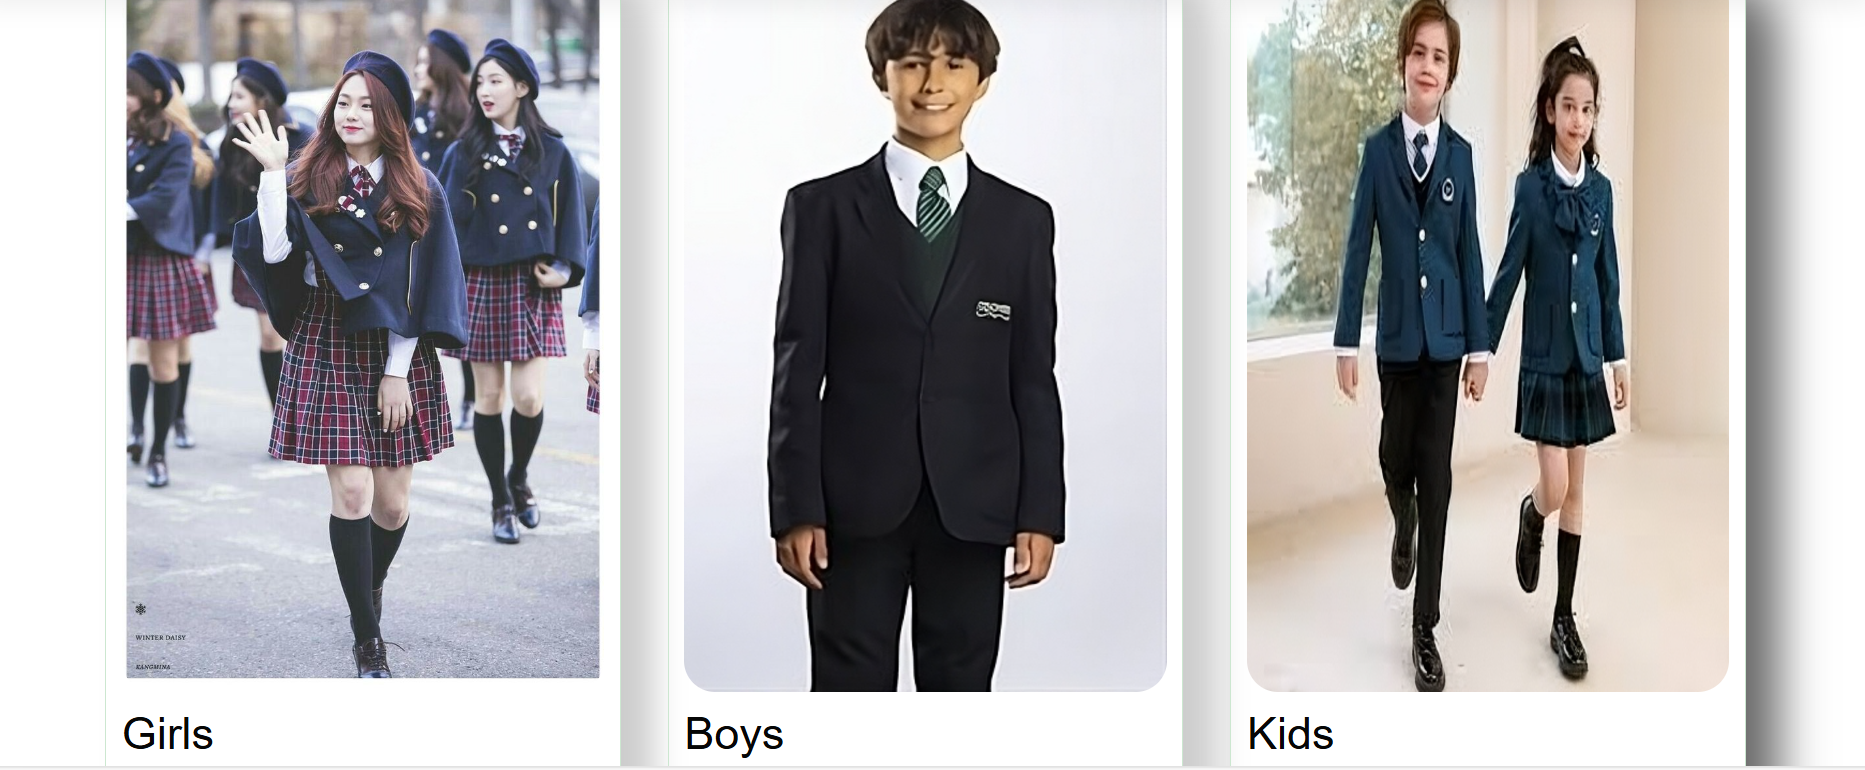 WINTER DAISY
KANGMINA
Girls
Boys
Kids